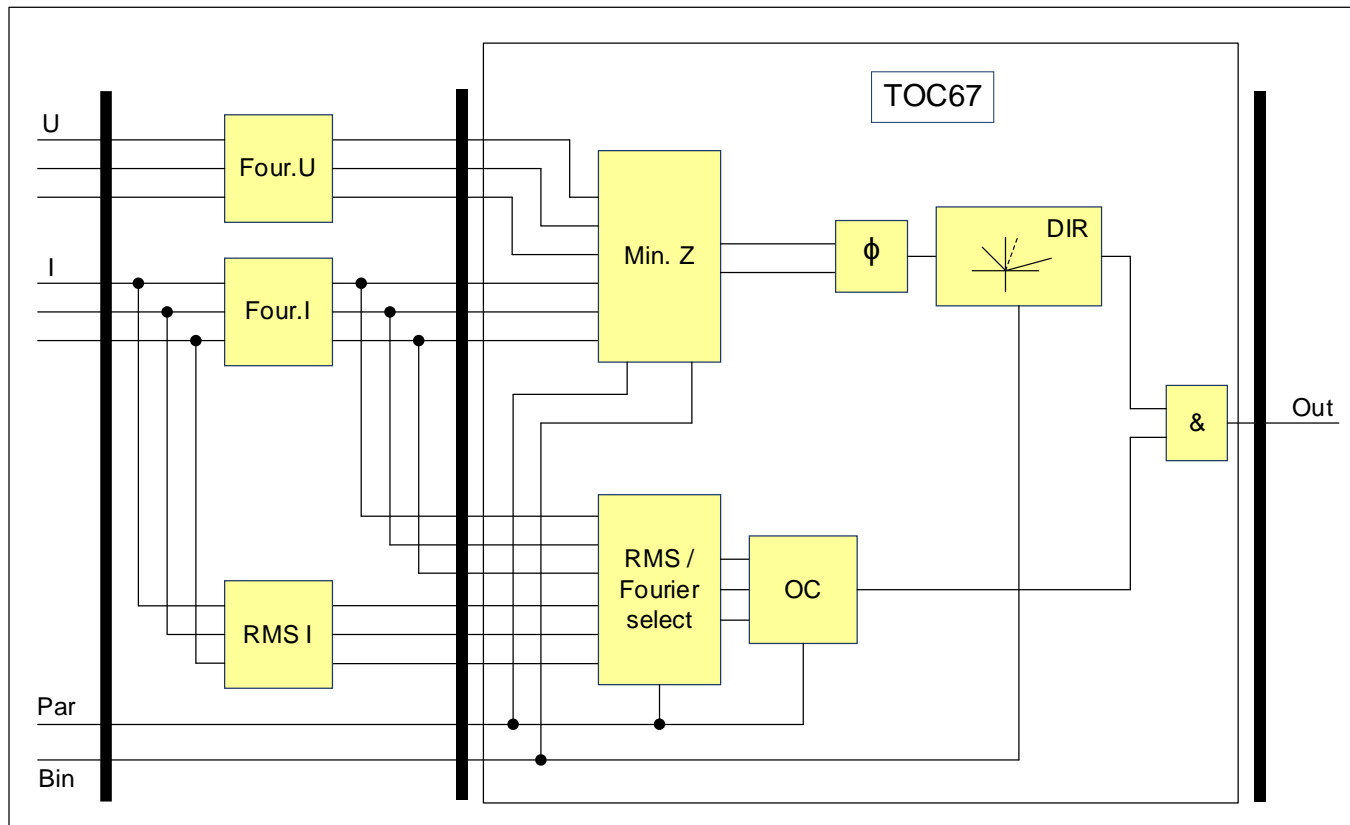 TOC67
U
Four.U
I
Four.I
Min. Z
ϕ
DIR
&
Out
RMS /
Fourier
select
OC
RMS I
Par
Bin